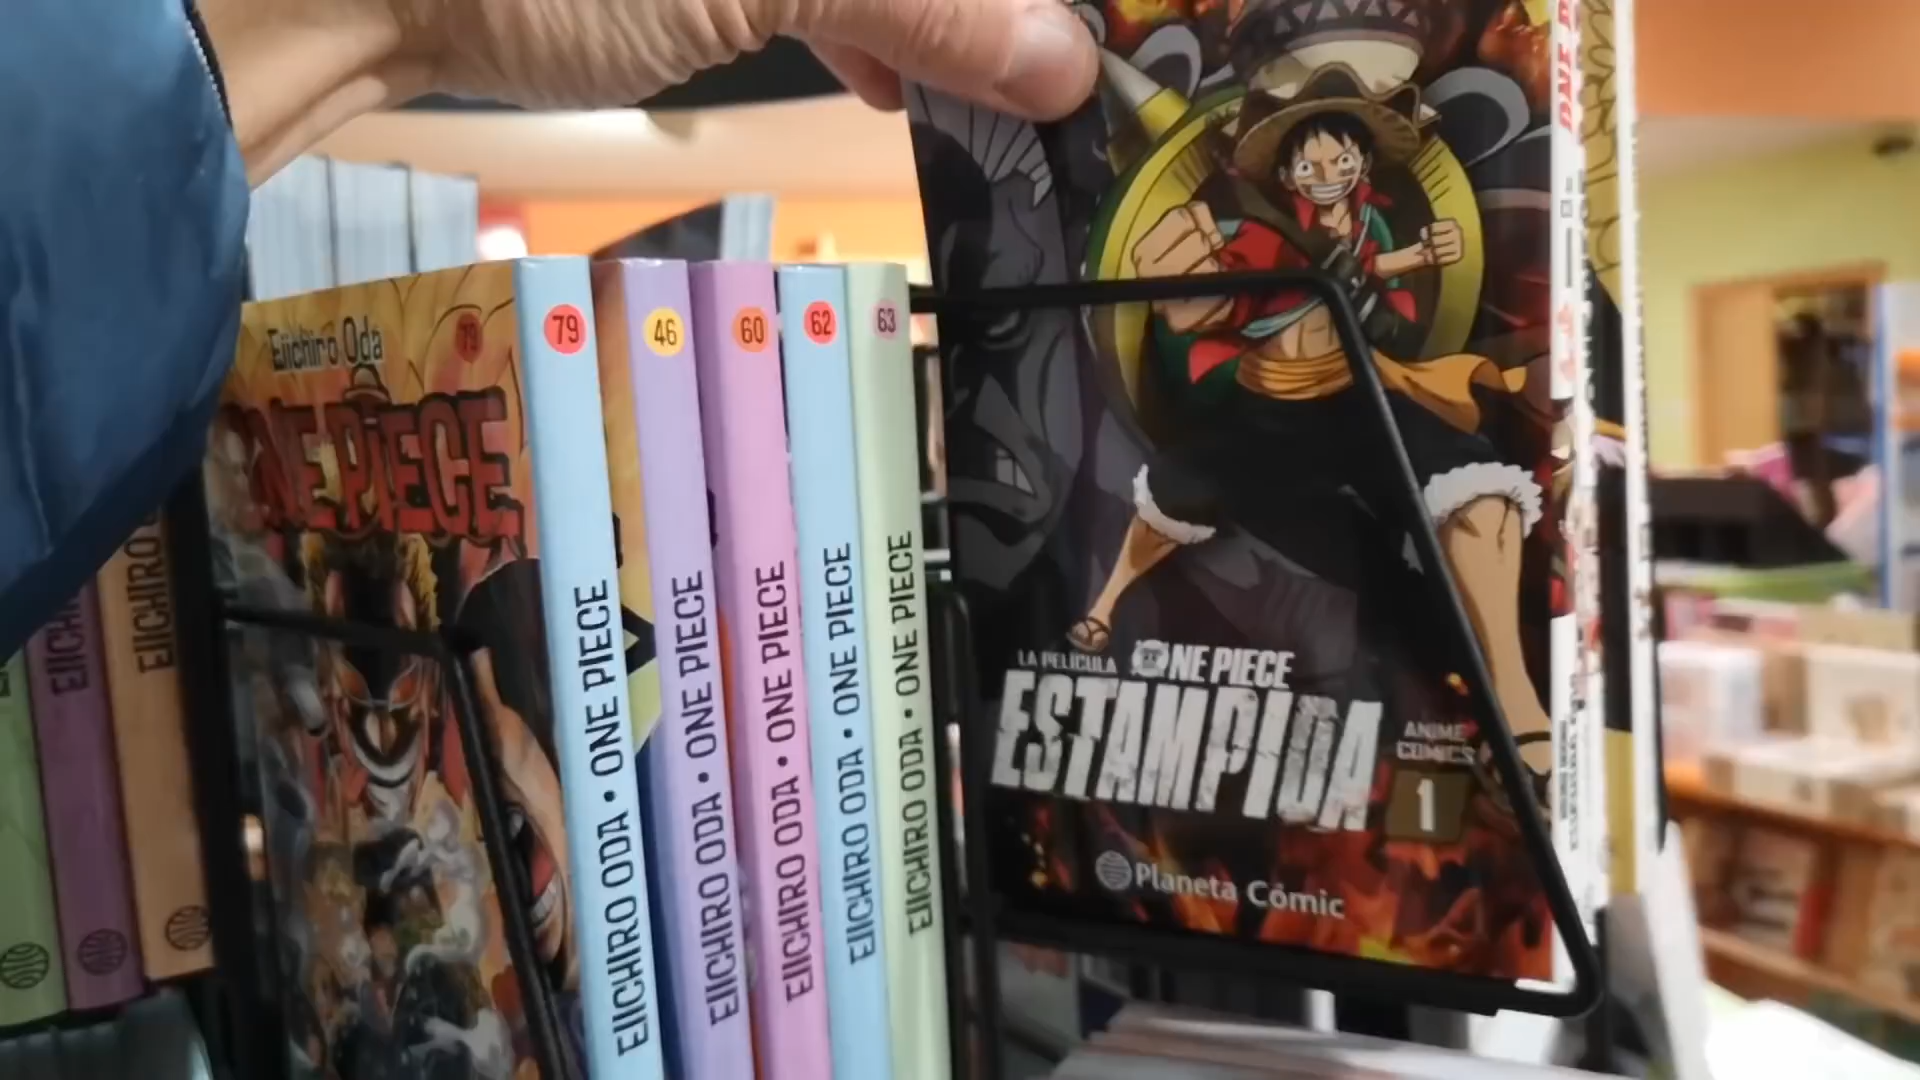 Eiichiro Oda
79
ONE PIECE
79
EIICHIRO ODA • ONE PIECE
46
EIICHIRO ODA • ONE PIECE
60
EIICHIRO ODA • ONE PIECE
62
EIICHIRO ODA • ONE PIECE
63
EIICHIRO ODA • ONE PIECE
EIICHIRO
LA PELÍCULA ONE PIECE
ESTAMPIDA
ANIME
COMICS
1
Planeta Cómic